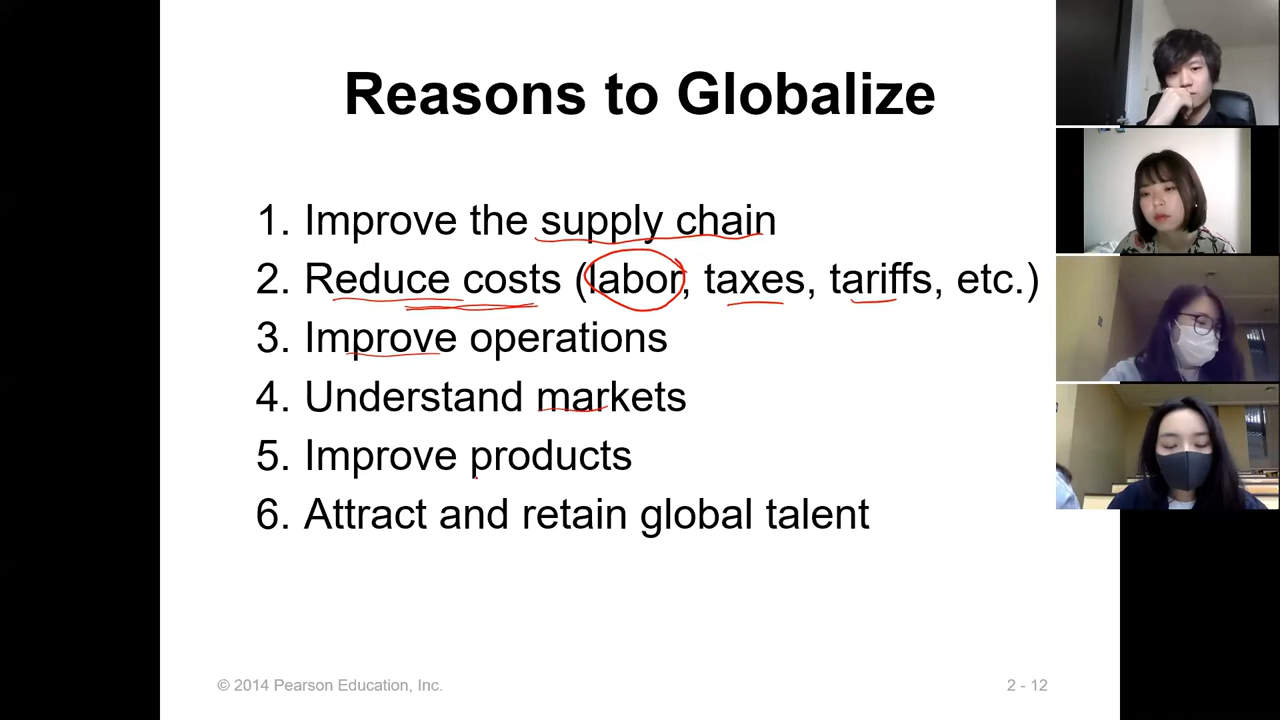 Reasons to Globalize
1. Improve the supply chain
2. Reduce costs (labor, taxes, tariffs, etc.)
3. Improve operations
4. Understand markets
5. Improve products
6. Attract and retain global talent
© 2014 Pearson Education, Inc.
2 - 12